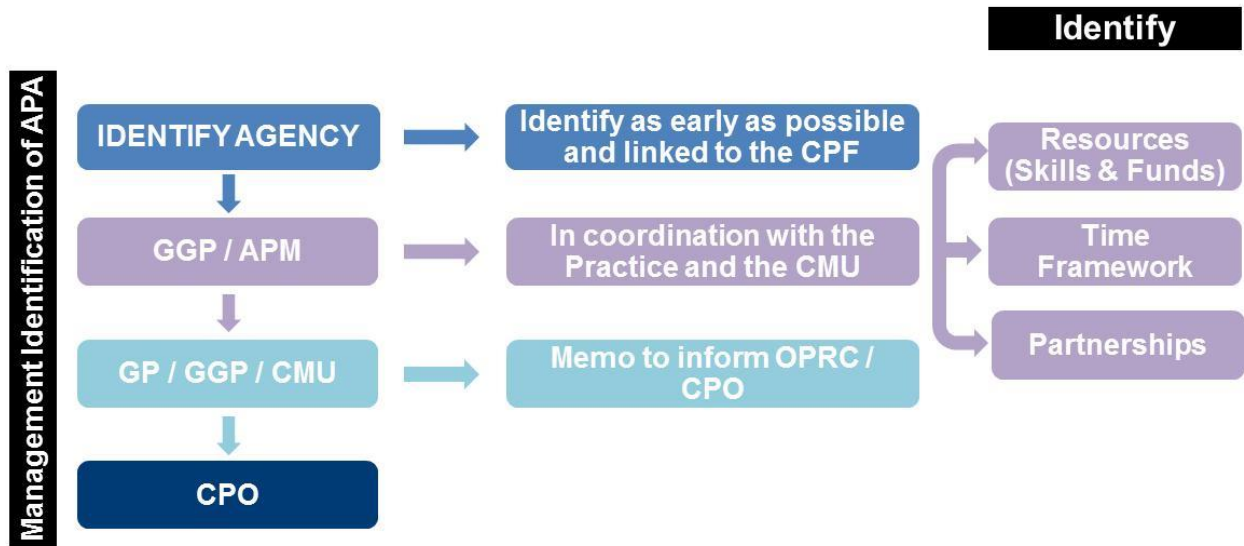 Identify
Management Identification of APA
IDENTIFY AGENCY
Identify as early as possible
and linked to the CPF
Resources
(Skills & Funds)
GGP / APM
In coordination with the
Practice and the CMU
Time
Framework
GP / GGP / CMU
Memo to inform OPRC /
CPO
Partnerships
CPO